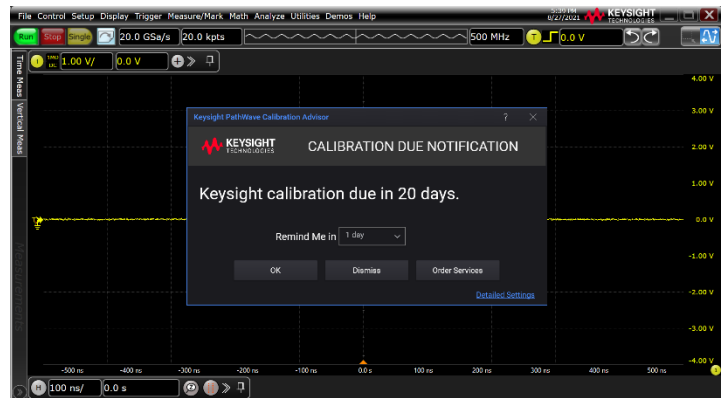 File Control Setup Display Trigger Measure/Mark Math Analyze Utilities Demos Help
5:39 PM
8/27/2021
KEYSIGHT
TECHNOLOGIES
Run Stop Single 20.0 GSa/s 20.0 kpts 500 MHz T 0.0 V
1 1.00 V/ 0.0 V
Time Meas
Vertical Meas
Measurements
4.00 V
3.00 V
2.00 V
1.00 V
0.0 V
-1.00 V
-2.00 V
-3.00 V
-4.00 V
Keysight PathWave Calibration Advisor ?
KEYSIGHT
TECHNOLOGIES
CALIBRATION DUE NOTIFICATION
Keysight calibration due in 20 days.
Remind Me in 1 day
OK Dismiss Order Services
Detailed Settings
-500 ns -400 ns -300 ns -200 ns -100 ns 0.0 s 100 ns 200 ns 300 ns 400 ns 500 ns
H 100 ns/ 0.0 s